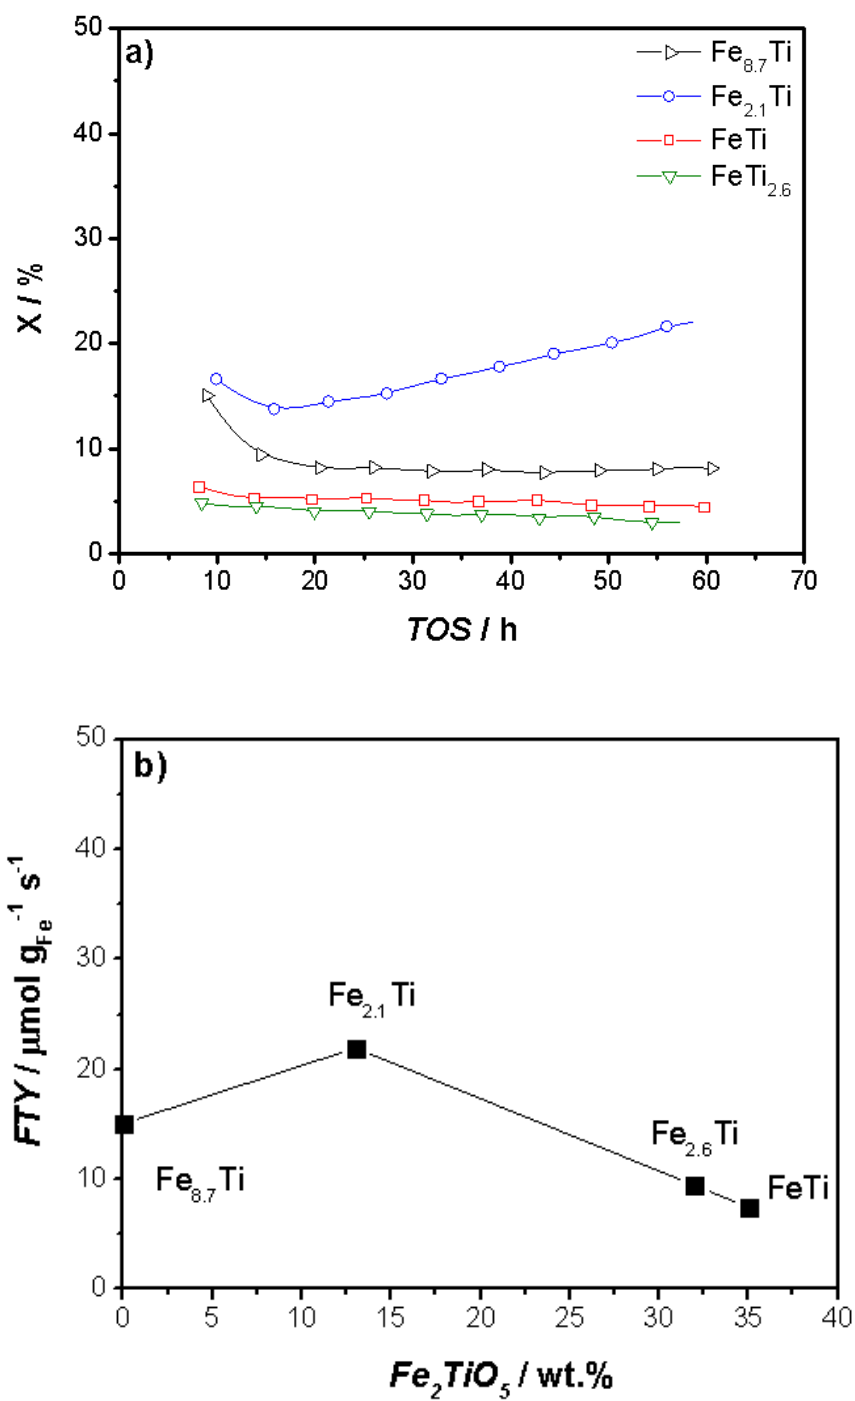 50
a)
Fe8.7Ti
Fe2.1Ti
40
FeTi
FeTi2.6
30
X / %
20
10
0
0 10 20 30 40 50 60 70
TOS / h
50
b)
40
FTY / μmol gFe-1 s-1
30
Fe2.1Ti
20
Fe2.6Ti
10
Fe8.7Ti
FeTi
0
0 5 10 15 20 25 30 35 40
Fe2TiO5 / wt.%